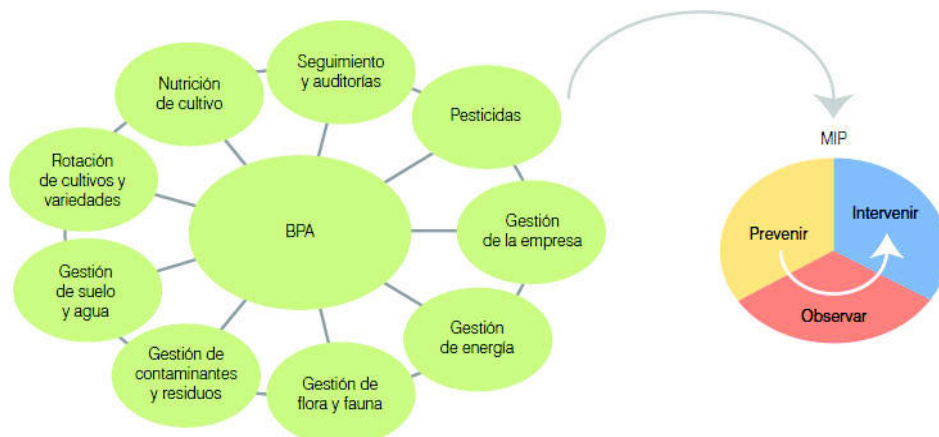 Seguimiento
y auditorías
Nutrición
de cultivo
Pesticidas
Rotación
de cultivos y
variedades
BPA
Gestión
de la empresa
Gestión
de suelo
y agua
Gestión
de energía
Gestión de
contaminantes
y residuos
Gestión de
flora y fauna
MIP
Prevenir
Intervenir
Observar